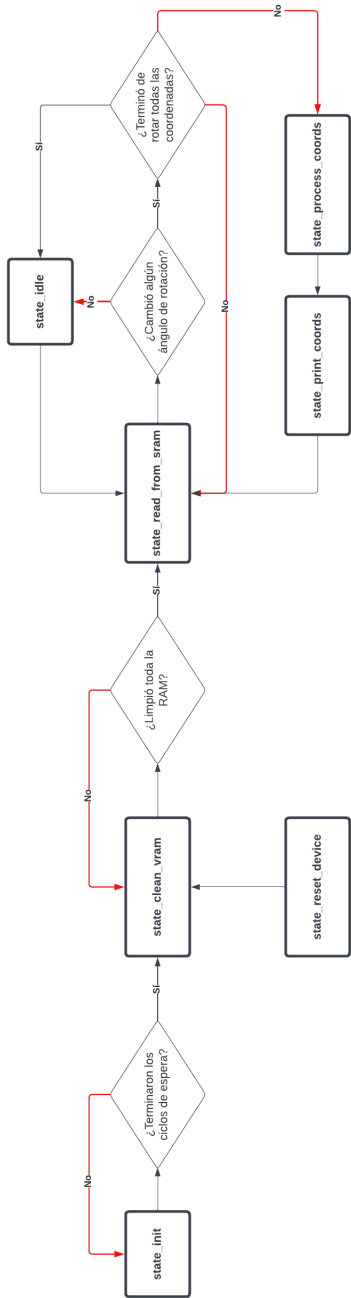 state_init
No
¿Terminaron los
ciclos de espera?
Sí
state_clean_vram
state_reset_device
No
¿Limpió toda la
RAM?
Sí
state_read_from_sram
state_idle
No
¿Cambió algún
ángulo de rotación?
Sí
Sí
¿Terminó de
rotar todas las
coordenadas?
No
No
state_print_coords
state_process_coords